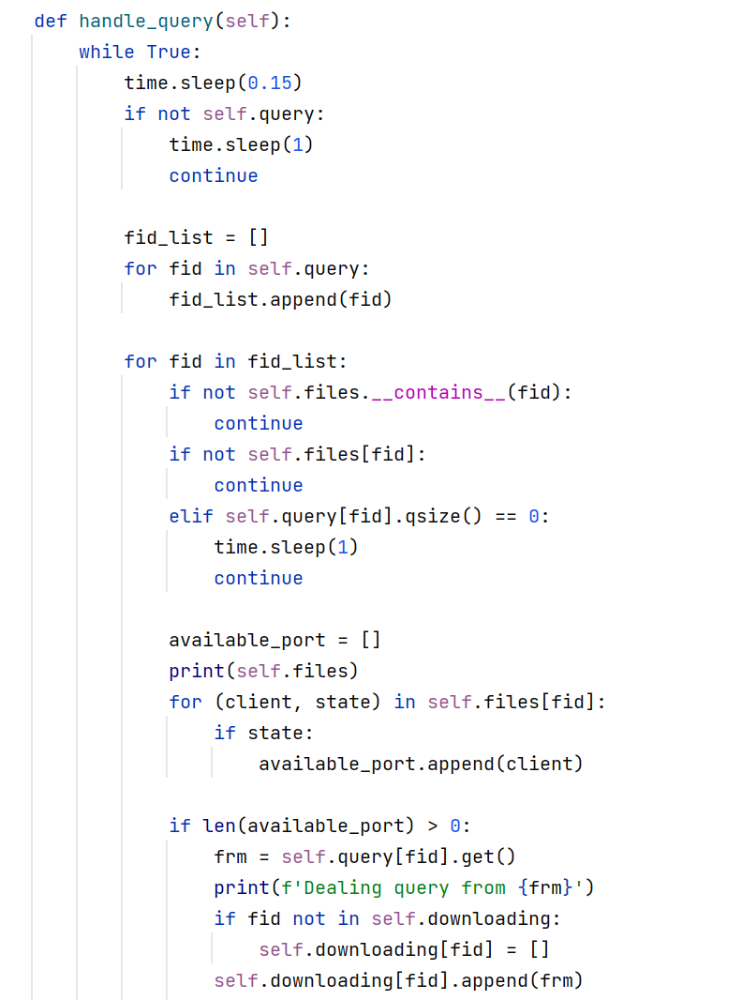 def handle_query(self):
    while True:
        time.sleep(0.15)
        if not self.query:
            time.sleep(1)
            continue

        fid_list = []
        for fid in self.query:
            fid_list.append(fid)

        for fid in fid_list:
            if not self.files.__contains__(fid):
                continue
            if not self.files[fid]:
                continue
            elif self.query[fid].qsize() == 0:
                time.sleep(1)
                continue

            available_port = []
            print(self.files)
            for (client, state) in self.files[fid]:
                if state:
                    available_port.append(client)

            if len(available_port) > 0:
                frm = self.query[fid].get()
                print(f'Dealing query from {frm}')
                if fid not in self.downloading:
                    self.downloading[fid] = []
                self.downloading[fid].append(frm)